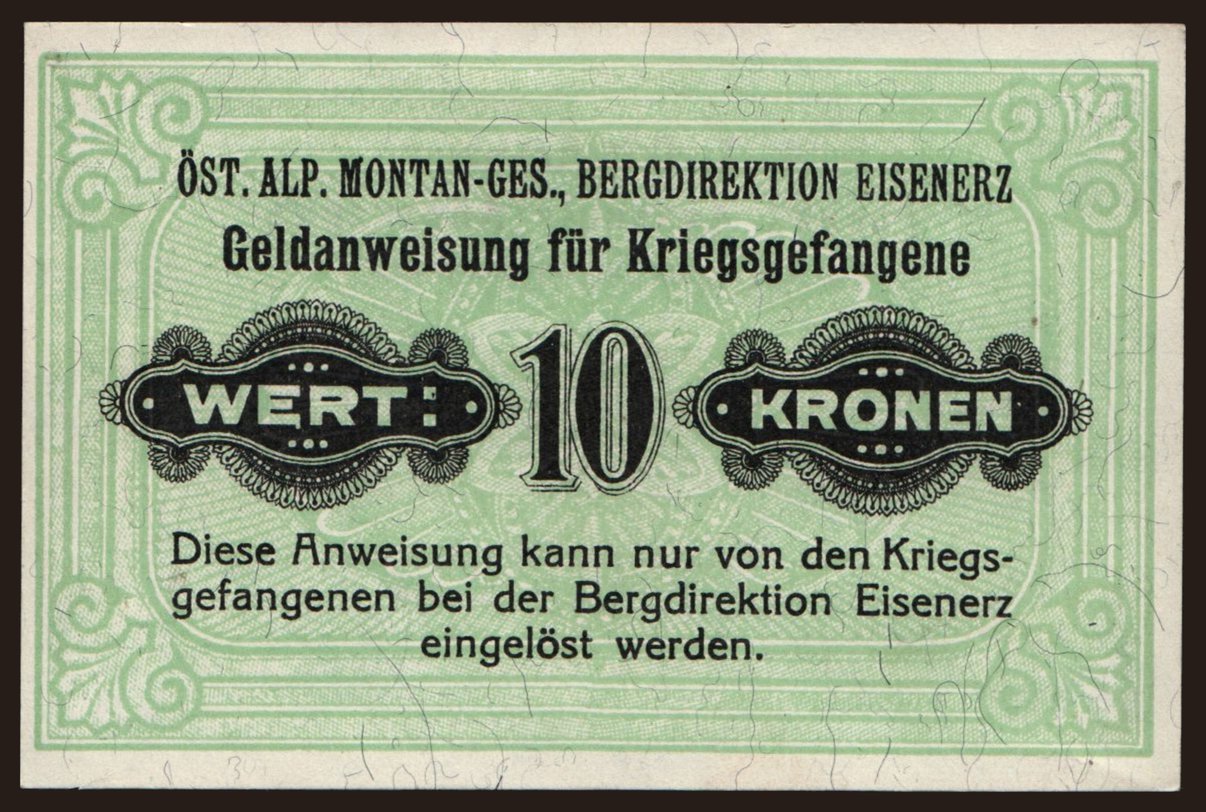 ÖST. ALP. MONTAN-GES., BERGDIREKTION EISENERZ
Geldanweisung für Kriegsgefangene
WERT: 10 KRONEN
Diese Anweisung kann nur von den Kriegs-
gefangenen bei der Bergdirektion Eisenerz
eingelöst werden.